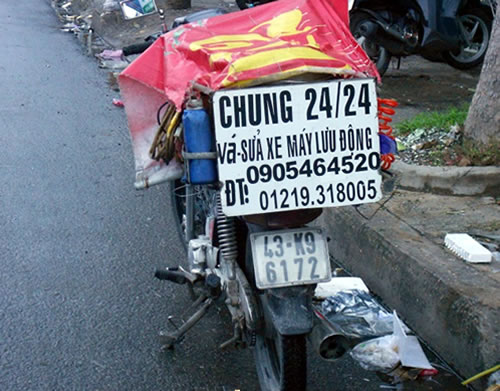 CHUNG 24/24
Vá-SỬA XE MÁY LƯU ĐỘNG
0905464520
ĐT: 01219.318005
43-K9
6172